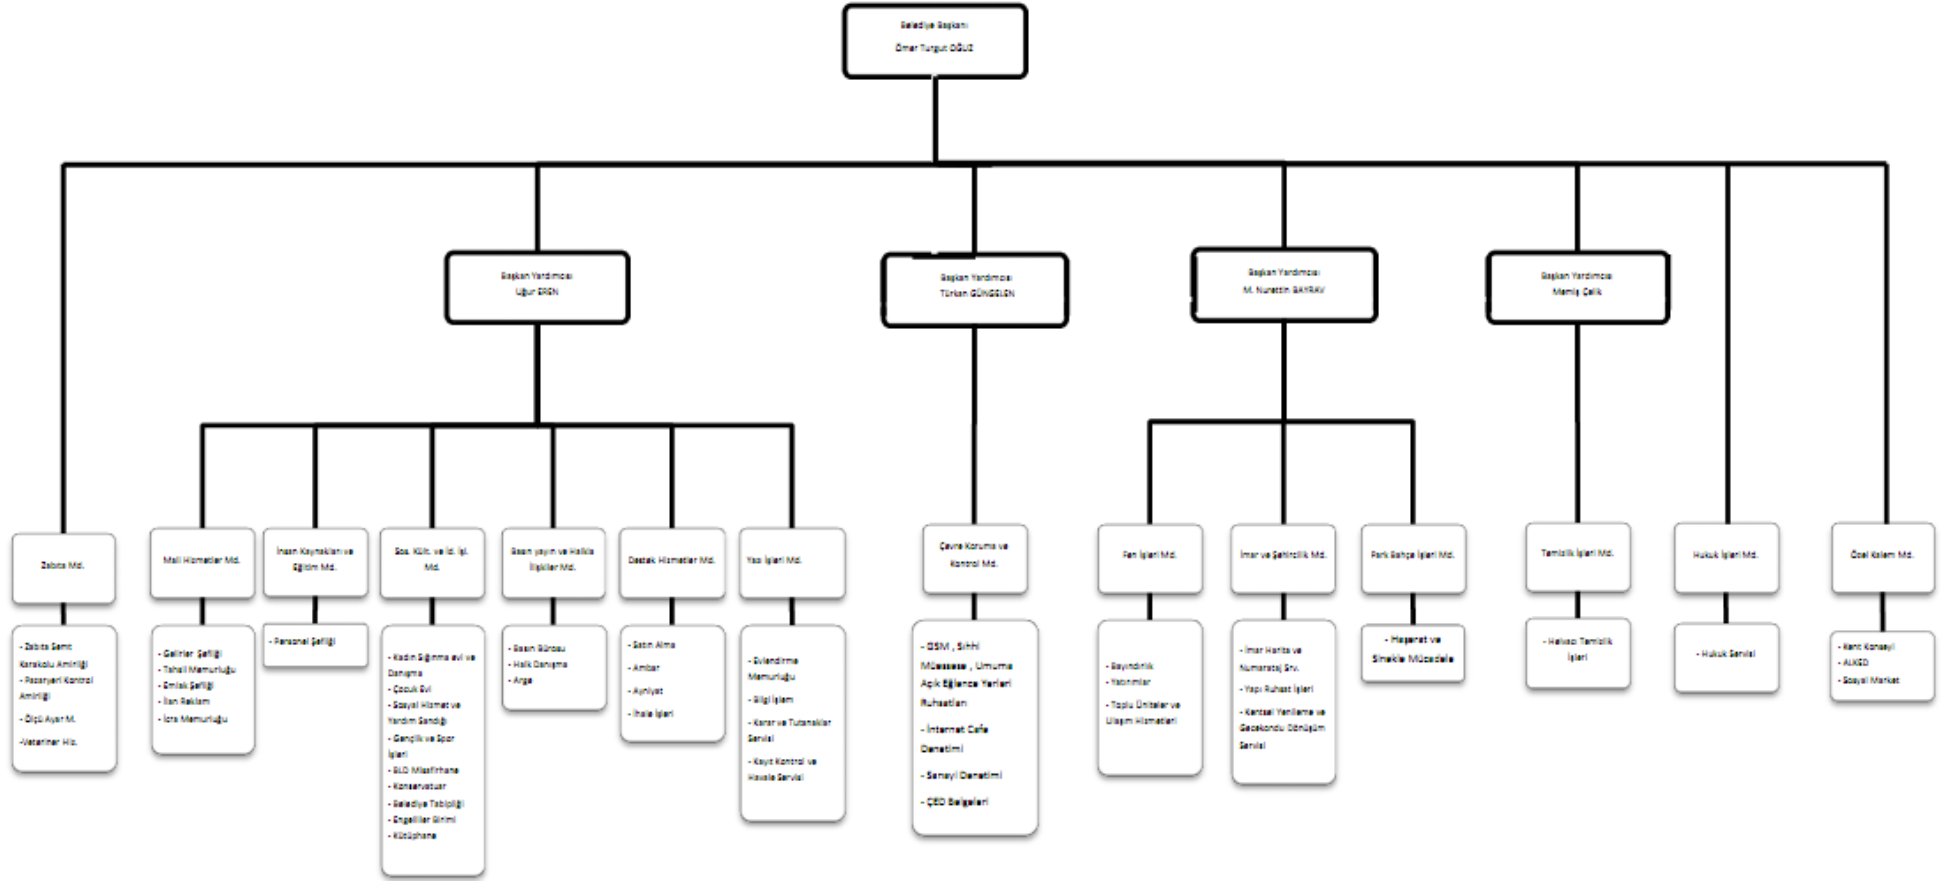 Belediye Başkanı
Ömer Turgut OĞUZ
Başkan Yardımcısı
Uğur EREN
Başkan Yardımcısı
Türkan GÜNGELEN
Başkan Yardımcısı
M. Nurettin BAYRAV
Başkan Yardımcısı
Memiş Çelik
Zabıta Md.
Mali Hizmetler Md.
İnsan Kaynakları ve
Eğitim Md.
Sos. Kült. ve İd. İşl.
Md.
Basın yayın ve Halkla
İlişkiler Md.
Destek Hizmetler Md.
Yazı İşleri Md.
Çevre Koruma ve
Kontrol Md.
Fen İşleri Md.
İmar ve Şehircilik Md.
Park Bahçe İşleri Md.
Temizlik İşleri Md.
Hukuk İşleri Md.
Özel Kalem Md.
- Zabıta Semt
Karakolu Amirliği
- Pazaryeri Kontrol
Amirliği
- Ölçü Ayar M.
-Veteriner Hiz.
- Gelirler Şefliği
- Tahsil Memurluğu
- Emlak Şefliği
- İlan Reklam
- İcra Memurluğu
- Personel Şefliği
- Kadın Sığınma evi ve
Danışma
- Çocuk Evi
- Sosyal Hizmet ve
Yardım Sandığı
- Gençlik ve Spor
İşleri
- BLD Misafirhane
- Konservatuar
- Belediye Tabipliği
- Engelliler Birimi
- Kütüphane
- Basın Bürosu
- Halk Danışma
- Arge
- Satın Alma
- Ambar
- Ayniyat
- İhale İşleri
- Evlendirme
Memurluğu
- Bilgi İşlem
- Karar ve Tutanaklar
Servisi
- Kayıt Kontrol ve
Havale Servisi
- GSM , Sıhhi
Müessese , Umuma
Açık Eğlence Yerleri
Ruhsatları
- İnternet Cafe
Denetimi
- Sanayi Denetimi
- ÇED Belgeleri
- Bayındırlık
- Yatırımlar
- Toplu Üniteler ve
Ulaşım Hizmetleri
- İmar Harita ve
Numarataj Srv.
- Yapı Ruhsat İşleri
- Kentsel Yenileme ve
Gecekondu Dönüşüm
Servisi
- Haşerat ve
Sinekle Mücadele
- Helvacı Temizlik
İşleri
- Hukuk Servisi
- Kent Konseyi
- ALKED
- Sosyal Market